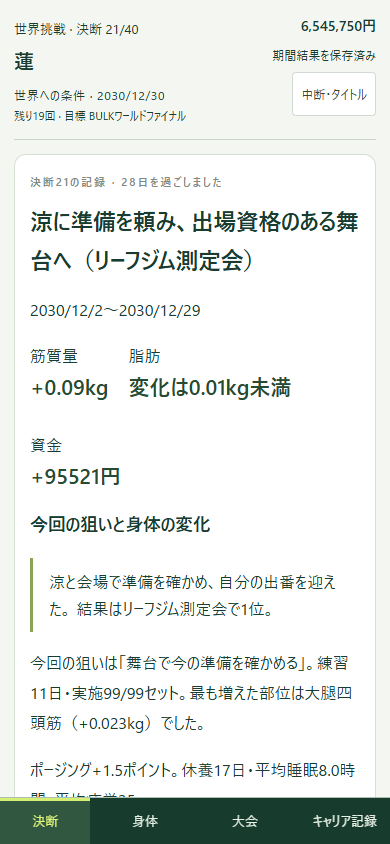 世界挑戦・決断 21/40
6,545,750円
蓮
期間結果を保存済み
世界への条件・2030/12/30
残り19回・目標 BULKワールドファイナル
中断・タイトル
決断21の記録・28日を過ごしました
涼に準備を頼み、出場資格のある舞
台へ（リーフジム測定会）
2030/12/2〜2030/12/29
筋質量
+0.09kg
脂肪
変化は0.01kg未満
資金
+95521円
今回の狙いと身体の変化
涼と会場で準備を確かめ、自分の出番を迎え
た。結果はリーフジム測定会で1位。
今回の狙いは「舞台で今の準備を確かめる」。練習
11日・実施99/99セット。最も増えた部位は大腿四
頭筋（+0.023kg）でした。
ポージング+1.5ポイント。休養17日・平均睡眠8.0時
決断
身体
大会
キャリア記録